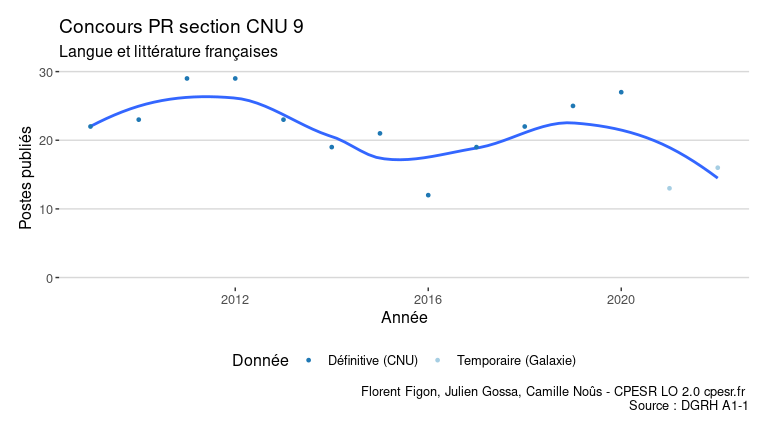 Concours PR section CNU 9
Langue et littérature françaises
30
20
10
0
Postes publiés
2012 2016 2020
Année
Donnée Définitive (CNU) Temporaire (Galaxie)
Florent Figon, Julien Gossa, Camille Noûs - CPESR LO 2.0 cpesr.fr
Source : DGRH A1-1